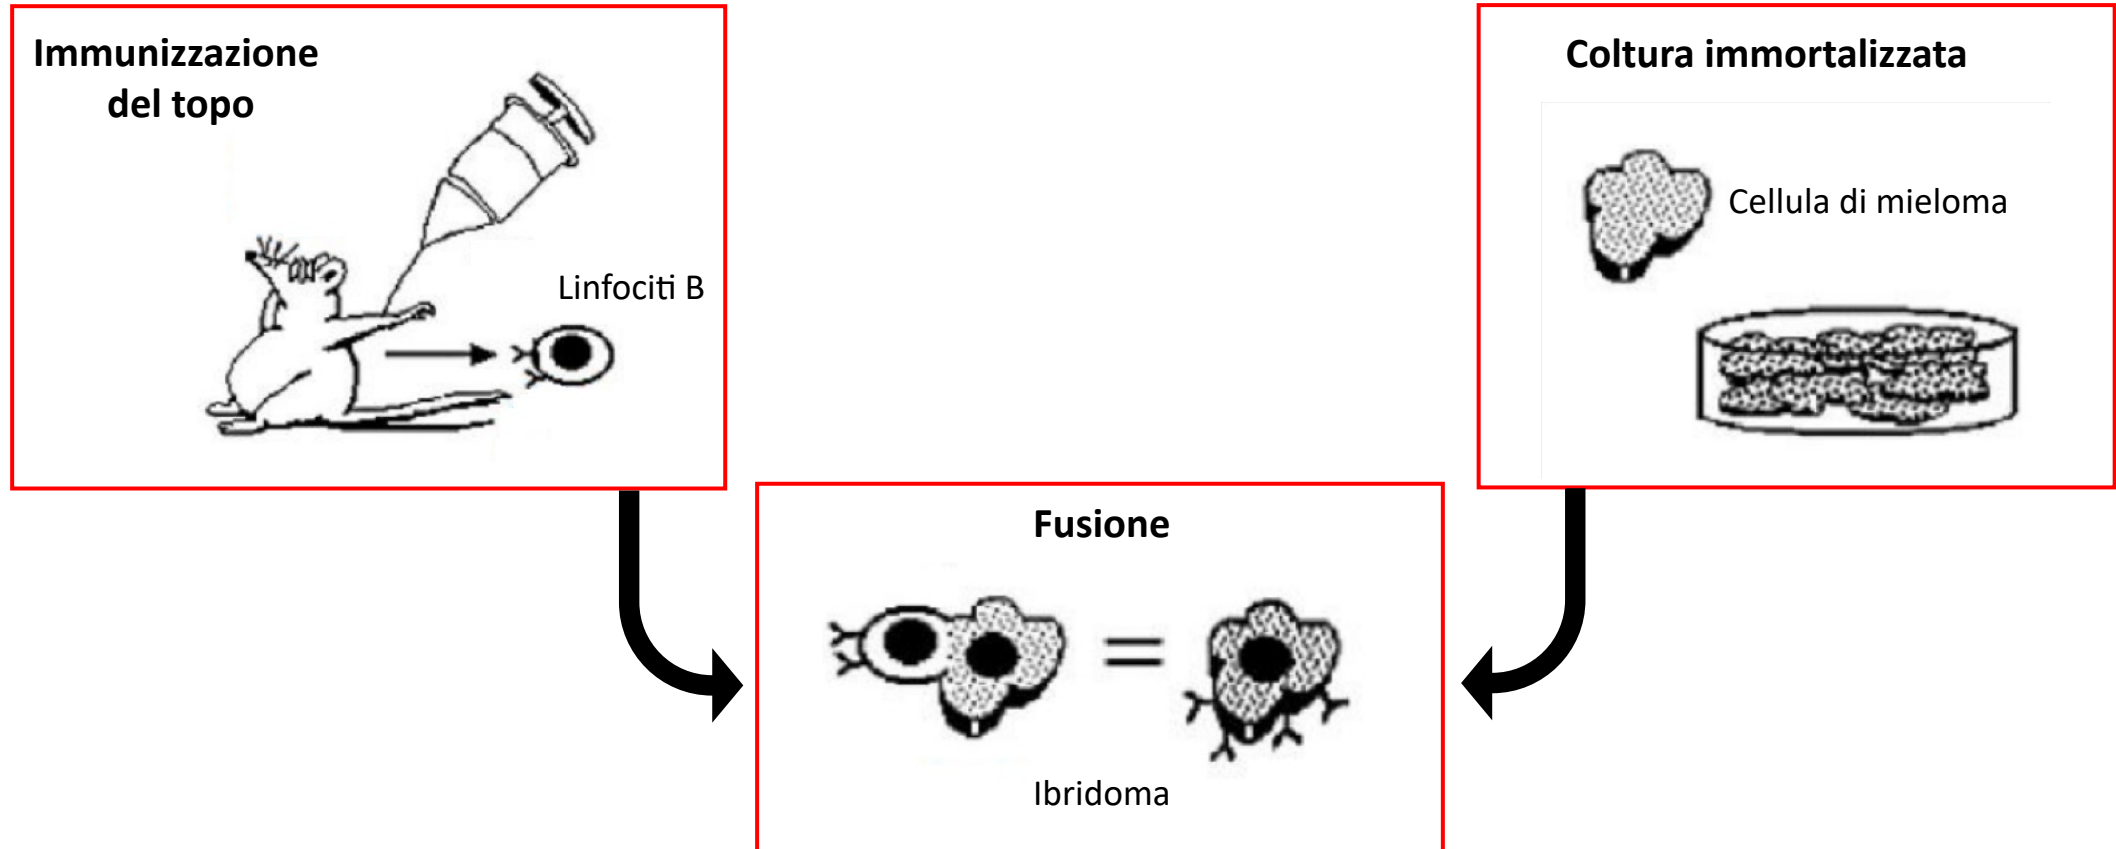 Immunizzazione
del topo
Linfociti B
Coltura immortalizzata
Cellula di mieloma
Fusione
Ibridoma